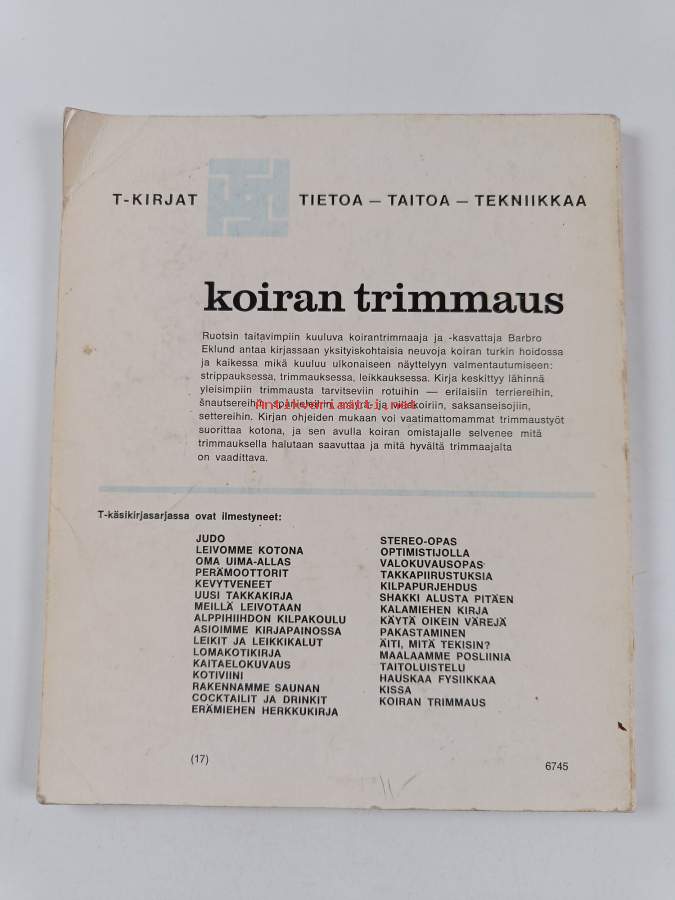 T-KIRJAT TIETOA — TAITOA — TEKNIIKKAA
koiran trimmaus
Ruotsin taitavimpiin kuuluva koirantrimmaaja ja -kasvattaja Barbro
Eklund antaa kirjassaan yksityiskohtaisia neuvoja koiran turkin hoidossa
ja kaikessa mikä kuuluu ulkonaiseen näyttelyyn valmentautumiseen:
strippauksessa, trimmauksessa, leikkauksessa. Kirja keskittyy lähinnä
yleisimpiin trimmausta tarvitseviin rotuihin — erilaisiin terriereihin,
šnautsereihin, spanieleihin, ja villakoiriin, saksanseisojiin,
Antikvariaatti.net
settereihin. Kirjan ohjeiden mukaan voi vaatimattomammat trimmaustyöt
suorittaa kotona, ja sen avulla koiran omistajalle selvenee mitä
trimmauksella halutaan saavuttaa ja mitä hyvältä trimmaajalta
on vaadittava.
T-käsikirjasarjassa ovat ilmestyneet:
JUDO
LEIVOMME KOTONA
OMA UIMA-ALLAS
PERÄMOOTTORIT
KEVYTVENEET
UUSI TAKKAKIRJA
MEILLÄ LEIVOTAAN
ALPPIHIIHDON KILPAKOULU
ASIOIMME KIRJAPAINOSSA
LEIKIT JA LEIKKIKALUT
LOMAKOTIKIRJA
KAITAELOKUVAUS
KOTIVIINI
RAKENNAMME SAUNAN
COCKTAILIT JA DRINKIT
ERÄMIEHEN HERKKUKIRJA
STEREO-OPAS
OPTIMISTIJOLLA
VALOKUVAUSOPAS
TAKKAPIIRUSTUKSIA
KILPAPURJEHDUS
SHAKKI ALUSTA PITÄEN
KALAMIEHEN KIRJA
KÄYTÄ OIKEIN VÄREJÄ
PAKASTAMINEN
ÄITI, MITÄ TEKISIN?
MAALAAMME POSLIINIA
TAITOLUISTELU
HAUSKAA FYSIIKKAA
KISSA
KOIRAN TRIMMAUS
(17)
6745